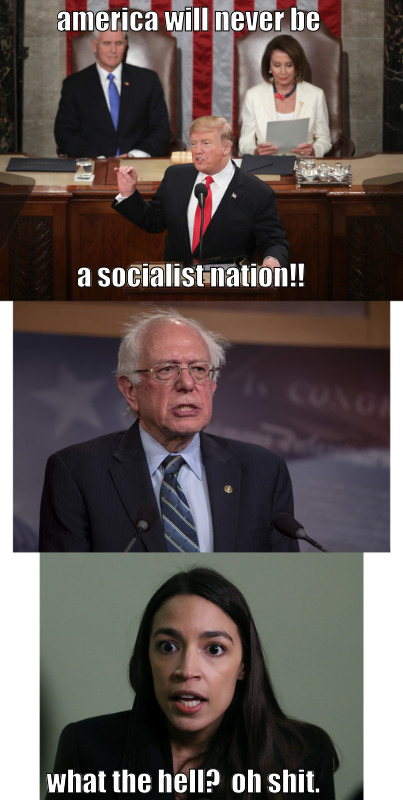 america will never be
a socialist nation!!
what the hell?  oh shit.